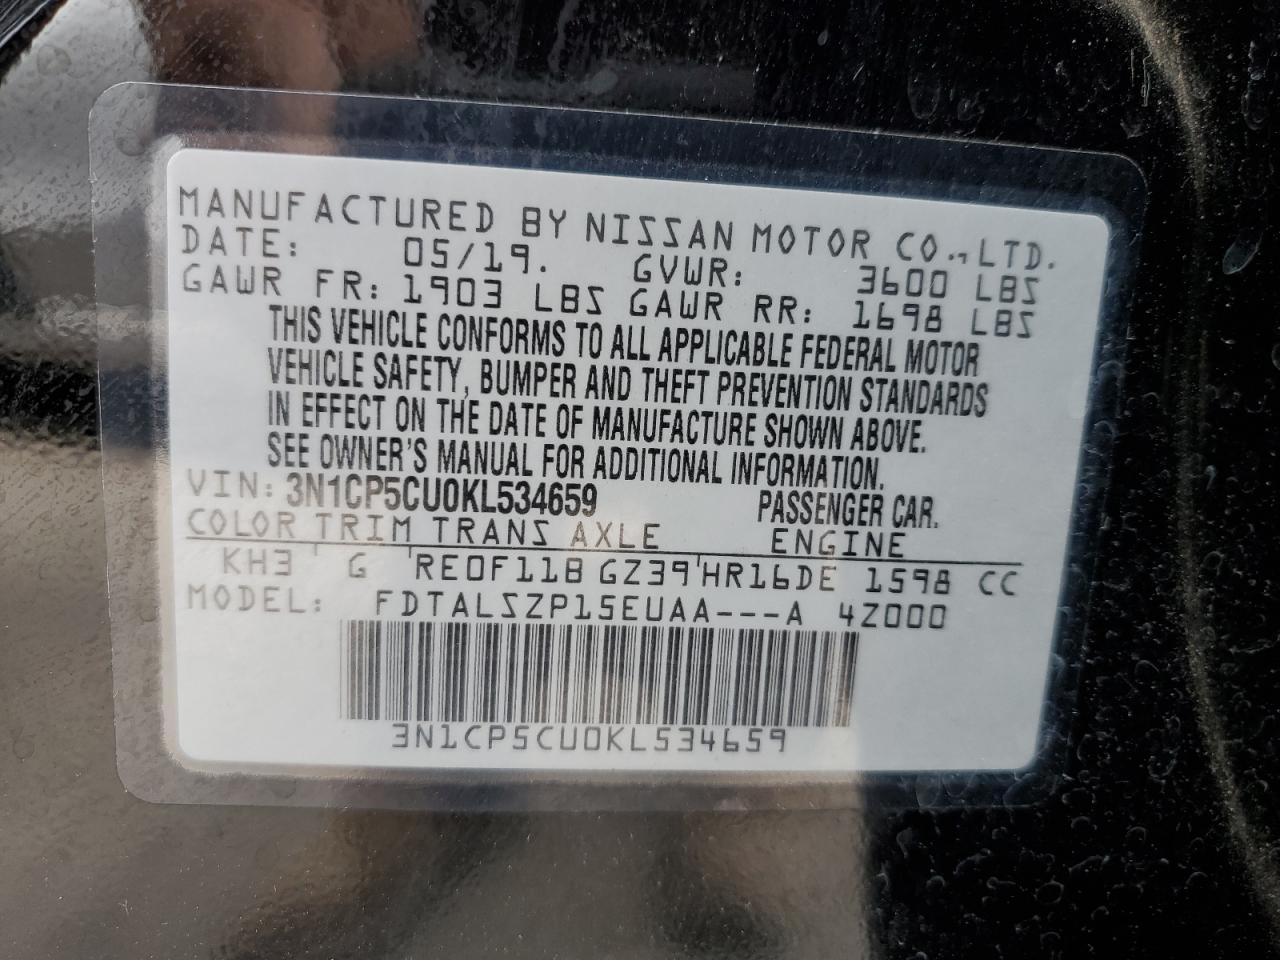 MANUFACTURED BY NISSAN MOTOR CO., LTD.
DATE: 05/19. GVWR: 3600 LBS
GAWR FR: 1903 LBS GAWR RR: 1698 LBS
THIS VEHICLE CONFORMS TO ALL APPLICABLE FEDERAL MOTOR
VEHICLE SAFETY, BUMPER AND THEFT PREVENTION STANDARDS
IN EFFECT ON THE DATE OF MANUFACTURE SHOWN ABOVE.
SEE OWNER'S MANUAL FOR ADDITIONAL INFORMATION.
VIN: 3N1CP5CU0KL534659 PASSENGER CAR.
COLOR TRIM TRANS AXLE ENGINE
KH3 ' G 'RE0F11B GZ39'HR16DE 1598 CC
MODEL: FDTALSZP15EUAA---A 4Z000
3N1CP5CU0KL534659